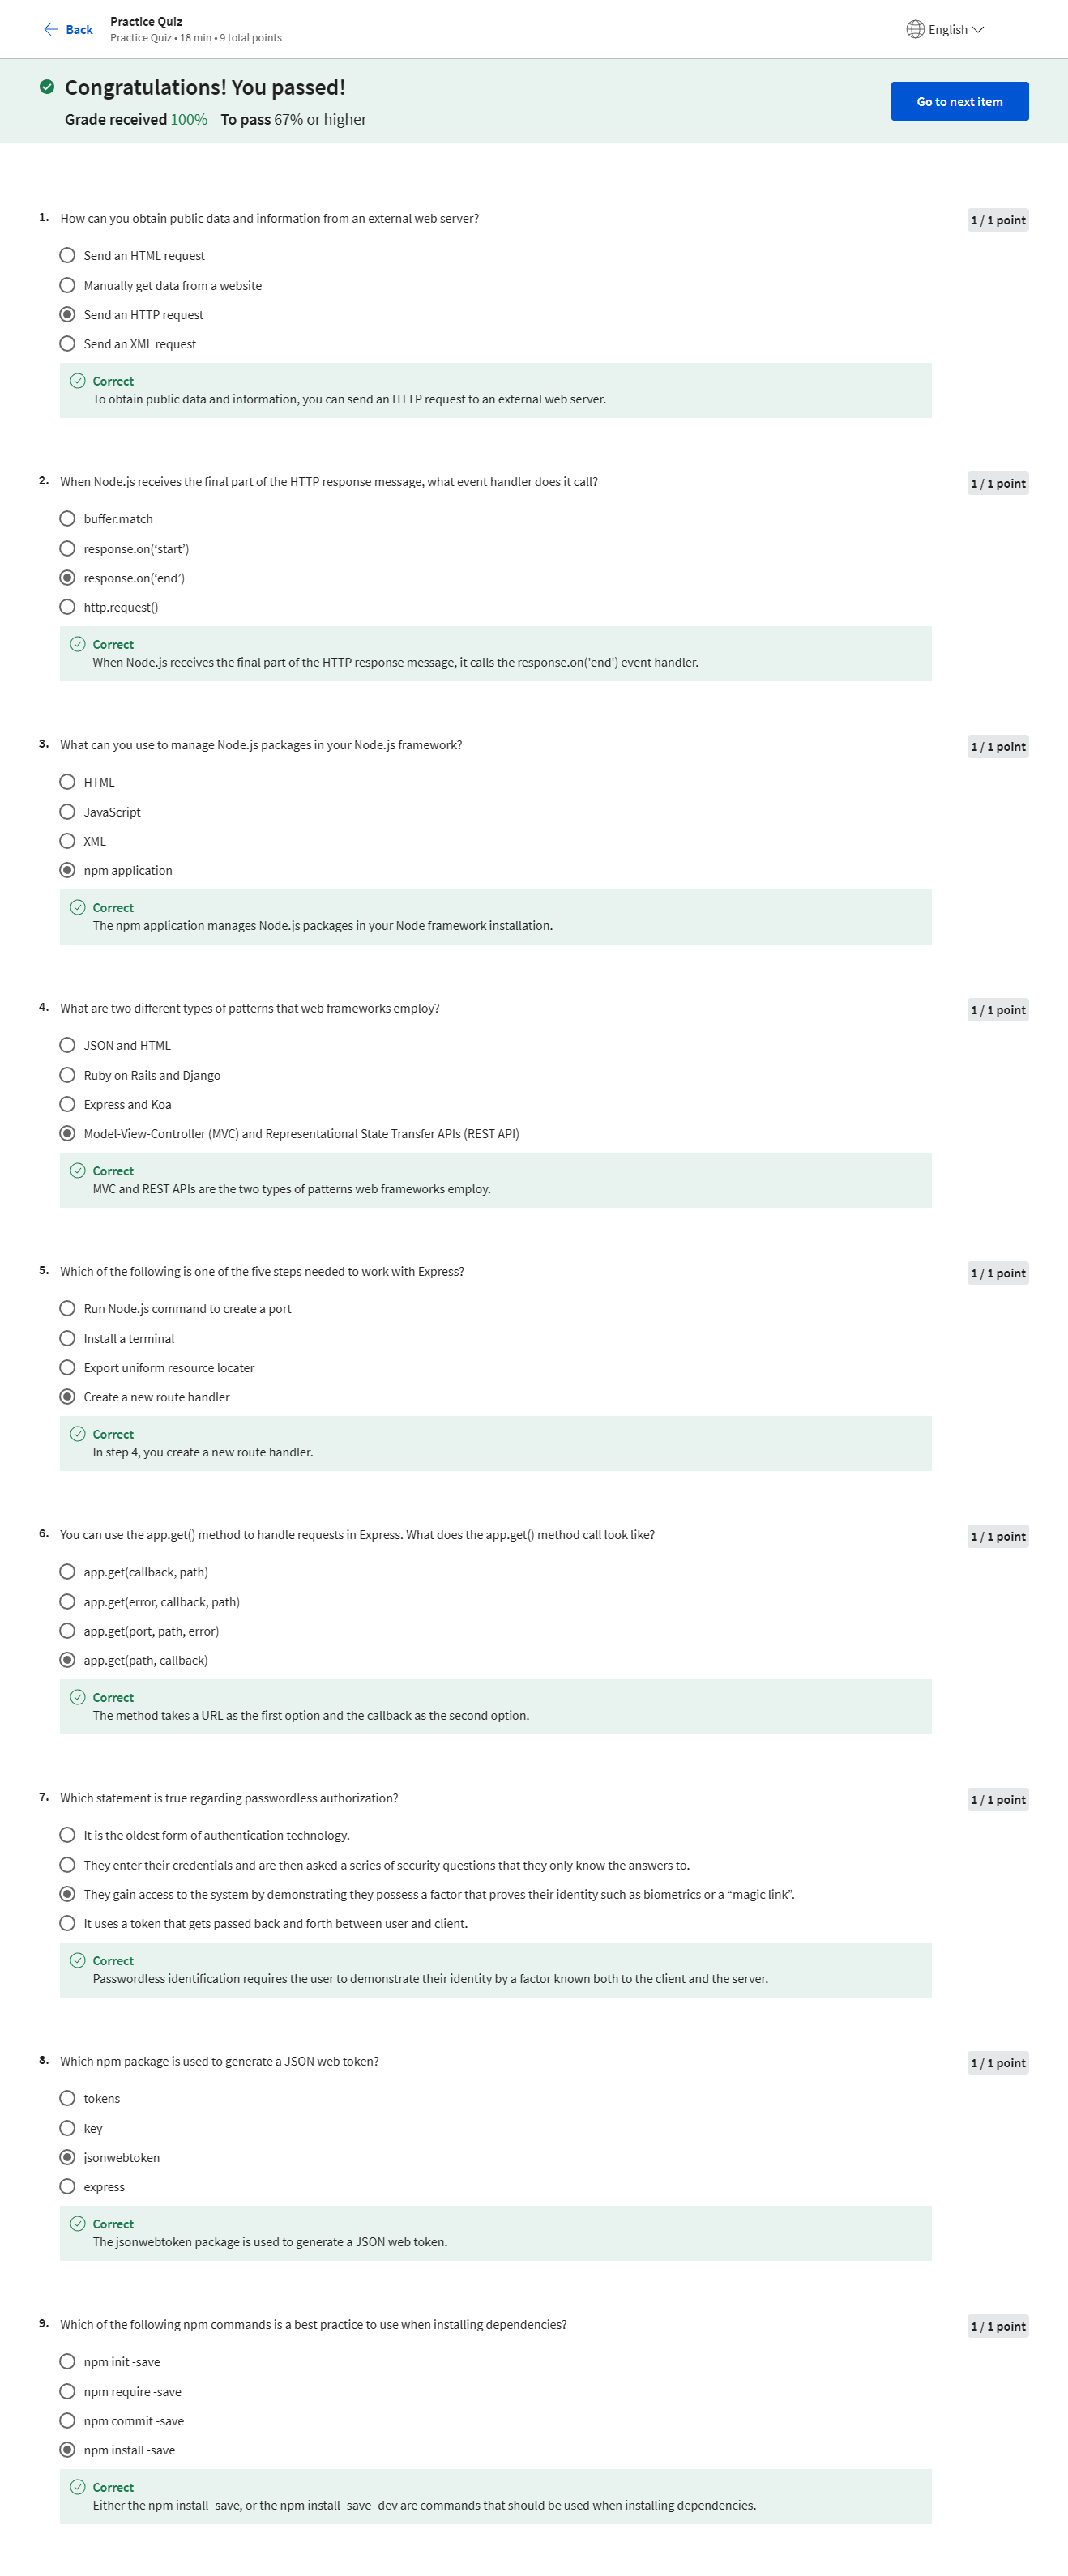 Back
Practice Quiz
Practice Quiz • 18 min • 9 total points
English
Congratulations! You passed!
Grade received 100% To pass 67% or higher
Go to next item
1. How can you obtain public data and information from an external web server?
1 / 1 point
Send an HTML request
Manually get data from a website
Send an HTTP request
Send an XML request
Correct
To obtain public data and information, you can send an HTTP request to an external web server.
2. When Node.js receives the final part of the HTTP response message, what event handler does it call?
1 / 1 point
buffer.match
response.on(‘start’)
response.on(‘end’)
http.request()
Correct
When Node.js receives the final part of the HTTP response message, it calls the response.on('end') event handler.
3. What can you use to manage Node.js packages in your Node.js framework?
1 / 1 point
HTML
JavaScript
XML
npm application
Correct
The npm application manages Node.js packages in your Node framework installation.
4. What are two different types of patterns that web frameworks employ?
1 / 1 point
JSON and HTML
Ruby on Rails and Django
Express and Koa
Model-View-Controller (MVC) and Representational State Transfer APIs (REST API)
Correct
MVC and REST APIs are the two types of patterns web frameworks employ.
5. Which of the following is one of the five steps needed to work with Express?
1 / 1 point
Run Node.js command to create a port
Install a terminal
Export uniform resource locater
Create a new route handler
Correct
In step 4, you create a new route handler.
6. You can use the app.get() method to handle requests in Express. What does the app.get() method call look like?
1 / 1 point
app.get(callback, path)
app.get(error, callback, path)
app.get(port, path, error)
app.get(path, callback)
Correct
The method takes a URL as the first option and the callback as the second option.
7. Which statement is true regarding passwordless authorization?
1 / 1 point
It is the oldest form of authentication technology.
They enter their credentials and are then asked a series of security questions that they only know the answers to.
They gain access to the system by demonstrating they possess a factor that proves their identity such as biometrics or a “magic link”.
It uses a token that gets passed back and forth between user and client.
Correct
Passwordless identification requires the user to demonstrate their identity by a factor known both to the client and the server.
8. Which npm package is used to generate a JSON web token?
1 / 1 point
tokens
key
jsonwebtoken
express
Correct
The jsonwebtoken package is used to generate a JSON web token.
9. Which of the following npm commands is a best practice to use when installing dependencies?
1 / 1 point
npm init -save
npm require -save
npm commit -save
npm install -save
Correct
Either the npm install -save, or the npm install -save -dev are commands that should be used when installing dependencies.